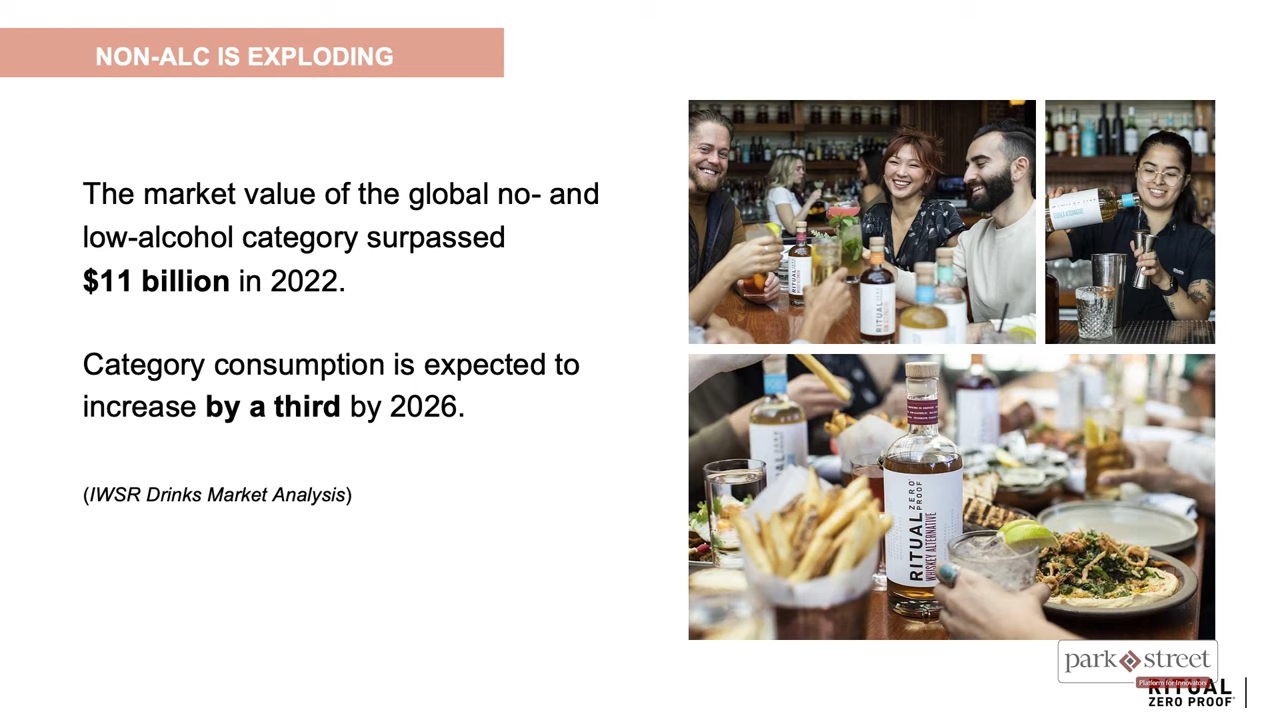 NON-ALC IS EXPLODING
The market value of the global no- and
low-alcohol category surpassed
$11 billion in 2022.
Category consumption is expected to
increase by a third by 2026.
(IWSR Drinks Market Analysis)
RITUAL
RITUAL
RITUAL
ZERO
PROOF
WHISKEY ALTERNATIVE
park street
Platform for Innovators
RITUAL
ZERO PROOF